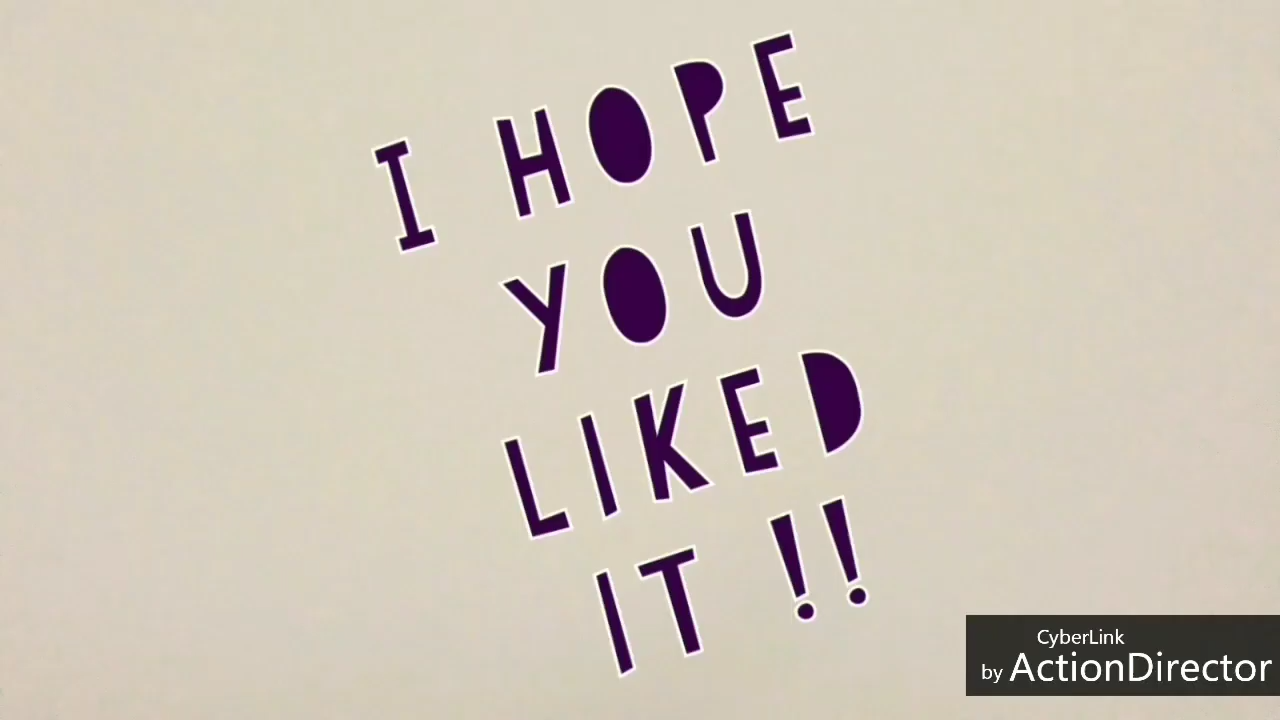 I HOPE
YOU
LIKED
IT !!
CyberLink
by ActionDirector